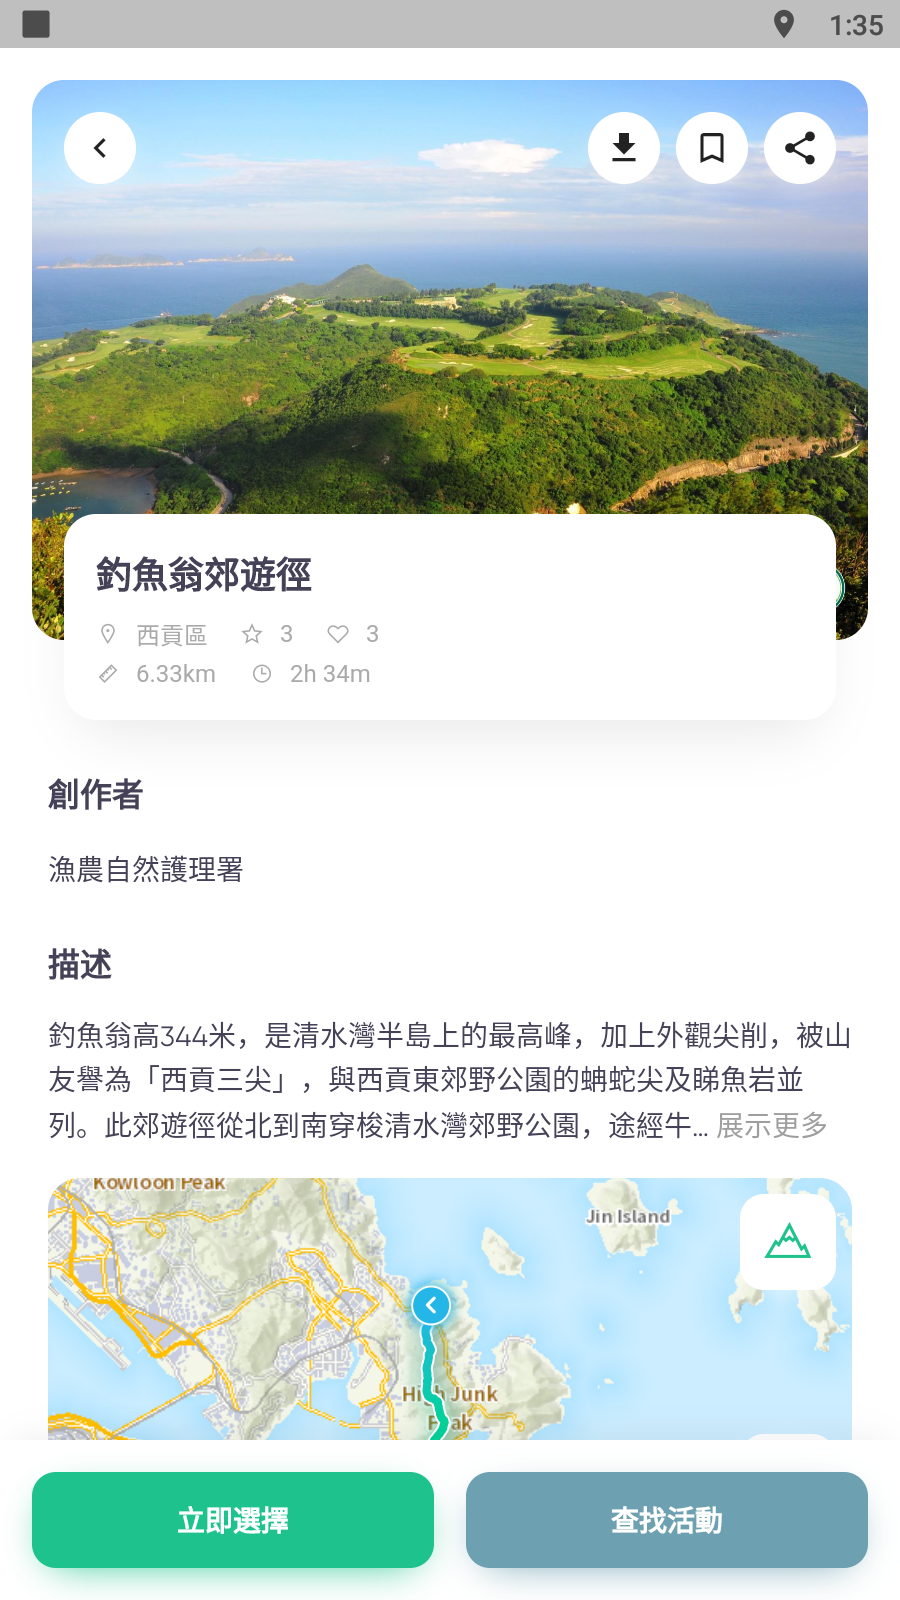 1:35
釣魚翁郊遊徑
西貢區 3 3
6.33km 2h 34m
創作者
漁農自然護理署
描述
釣魚翁高344米，是清水灣半島上的最高峰，加上外觀尖削，被山
友譽為「西貢三尖」，與西貢東郊野公園的蚺蛇尖及睇魚岩並
列。此郊遊徑從北到南穿梭清水灣郊野公園，途經牛... 展示更多
Kowloon Peak
Jin Island
High Junk
Peak
立即選擇
查找活動